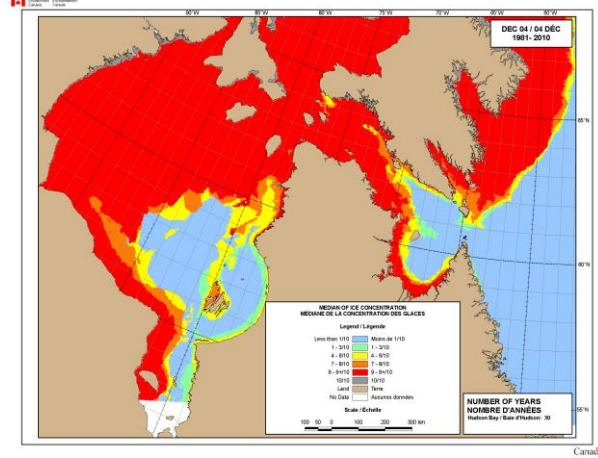 Canada Canada
90°W 85°W 80°W 75°W 70°W 65°W 60°W
DEC 04 / 04 DÉC
1981- 2010
65°N
60°N
55°N
MEDIAN OF ICE CONCENTRATION
MÉDIANE DE LA CONCENTRATION DES GLACES
Legend / Légende
Less than 1/10 Moins de 1/10
1 - 3/10 1 - 3/10
4 - 6/10 4 - 6/10
7 - 8/10 7 - 8/10
9 - 9+/10 9 - 9+/10
10/10 10/10
Land Terre
No Data Aucunes données
Scale / Échelle
100 50 0 100 200 300 km
NUMBER OF YEARS
NOMBRE D'ANNÉES
Hudson Bay / Baie d'Hudson: 30
90°W 85°W
Canad